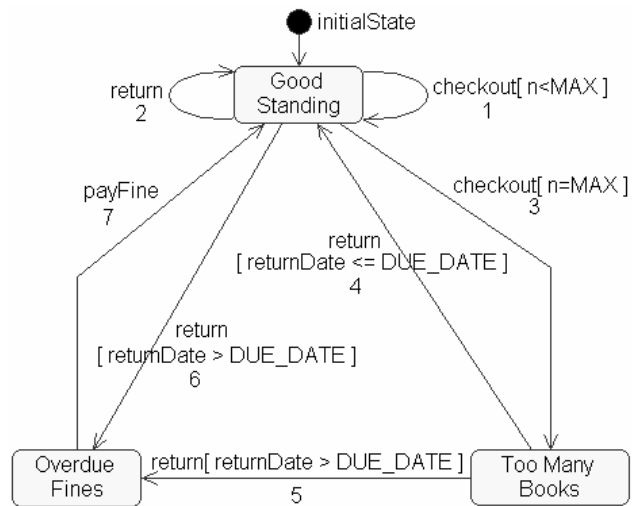 initialState
Good
Standing
return
2
checkout[ n<MAX ]
1
payFine
7
checkout[ n=MAX ]
3
return
[ returnDate <= DUE_DATE ]
4
return
[ returnDate > DUE_DATE ]
6
Overdue
Fines
return[ returnDate > DUE_DATE ]
5
Too Many
Books